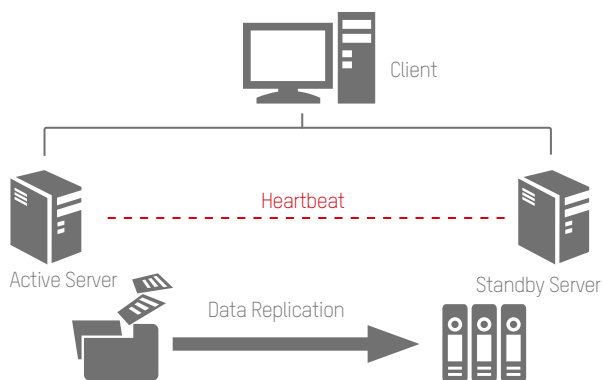 Client
Heartbeat
Active Server
Standby Server
Data Replication